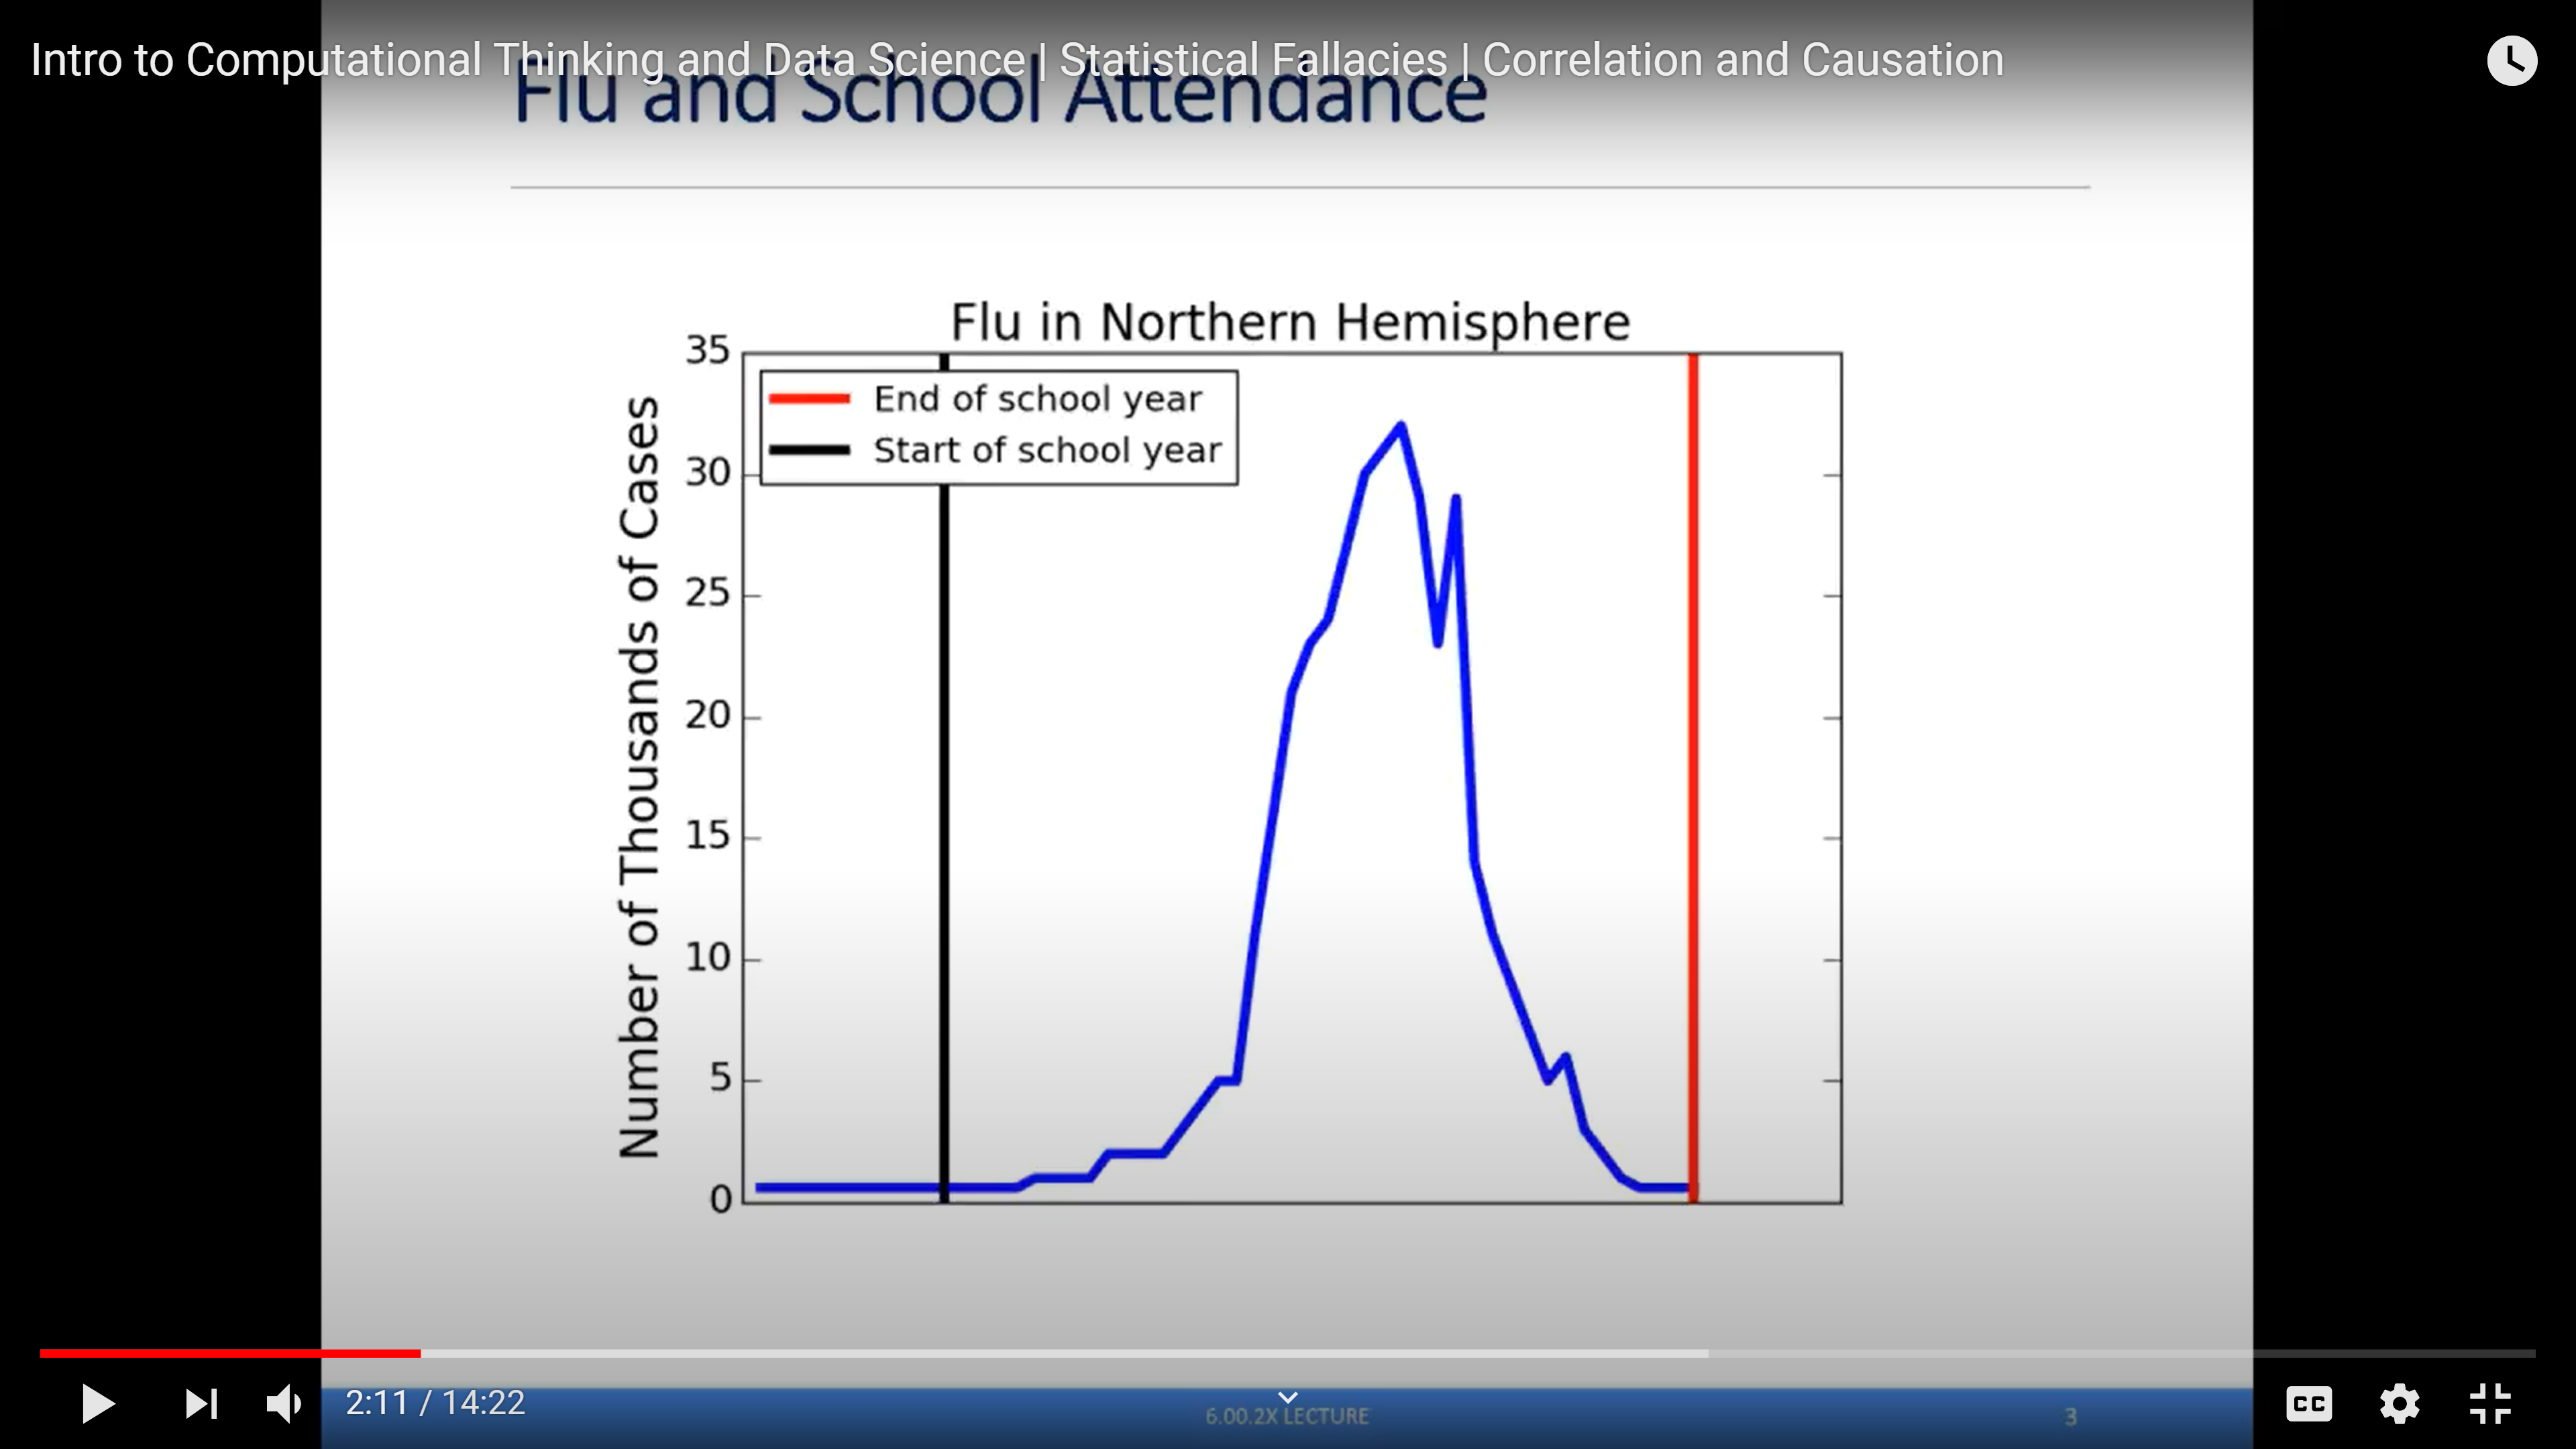 Intro to Computational Thinking and Data Science | Statistical Fallacies | Correlation and Causation
Flu and School Attendance
Flu in Northern Hemisphere
Number of Thousands of Cases
35
30
25
20
15
10
5
0
End of school year
Start of school year
2:11 / 14:22
6.00.2X LECTURE
3
CC